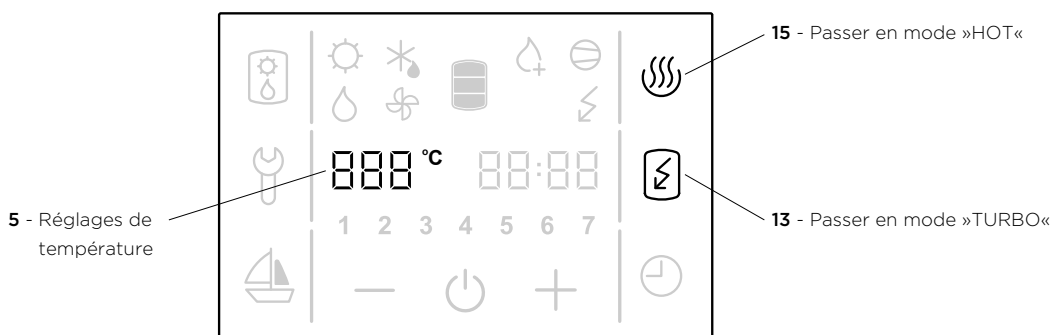 15 - Passer en mode »HOT«
888 °C 88:88
5 - Réglages de
température
1 2 3 4 5 6 7
13 - Passer en mode »TURBO«